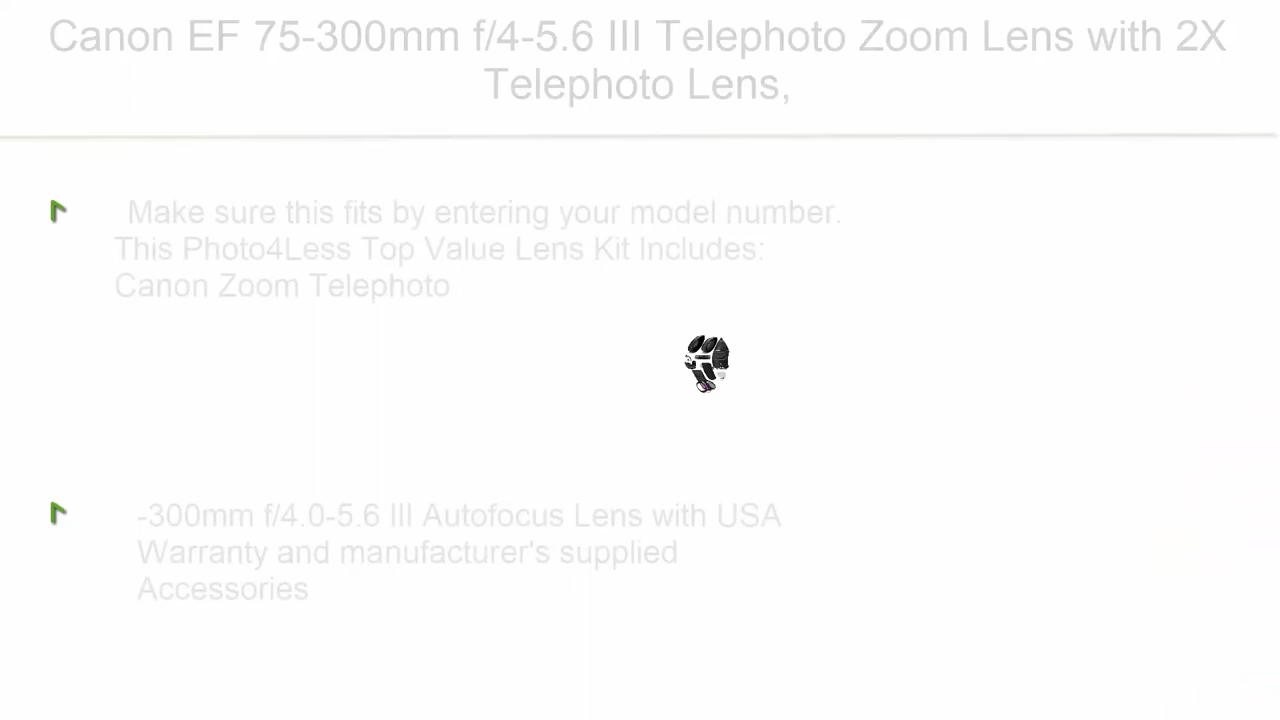 Canon EF 75-300mm f/4-5.6 III Telephoto Zoom Lens with 2X
Telephoto Lens,
Make sure this fits by entering your model number.
This Photo4Less Top Value Lens Kit Includes:
Canon Zoom Telephoto
-300mm f/4.0-5.6 III Autofocus Lens with USA
Warranty and manufacturer's supplied
Accessories